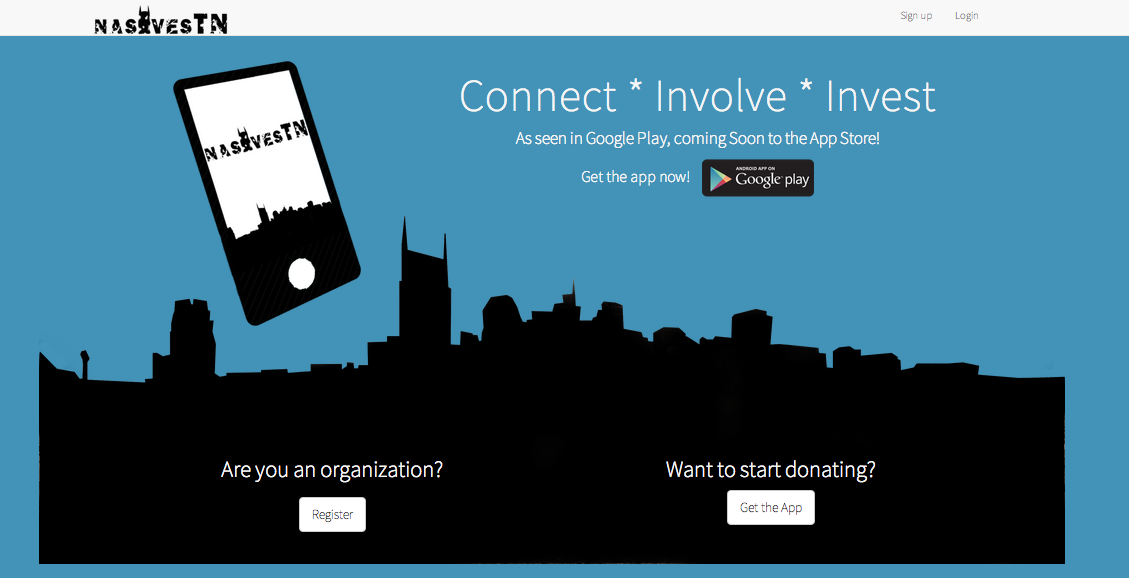 NASHVESTN
Sign up
Login
NASHVESTN
Connect * Involve * Invest
As seen in Google Play, coming Soon to the App Store!
Get the app now!
ANDROID APP ON
Google play
Are you an organization?
Want to start donating?
Register
Get the App